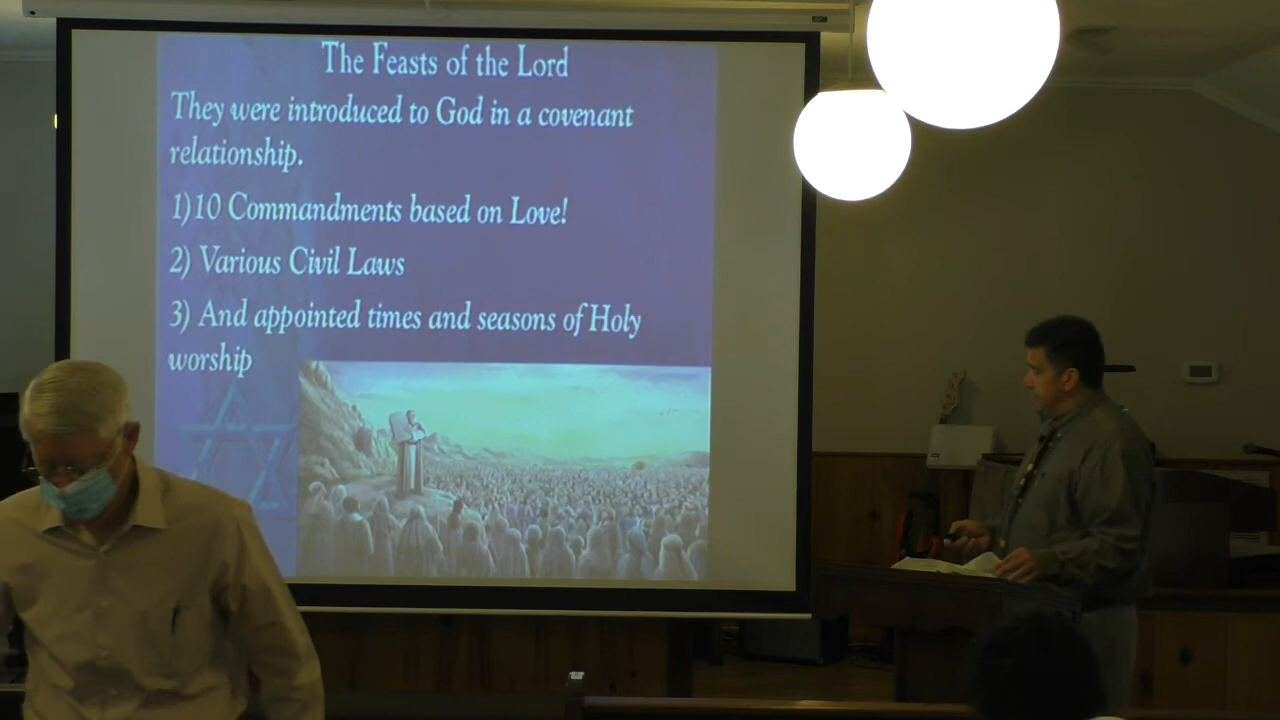 The Feasts of the Lord
They were introduced to God in a covenant
relationship.
1)10 Commandments based on Love!
2) Various Civil Laws
3) And appointed times and seasons of Holy
worship